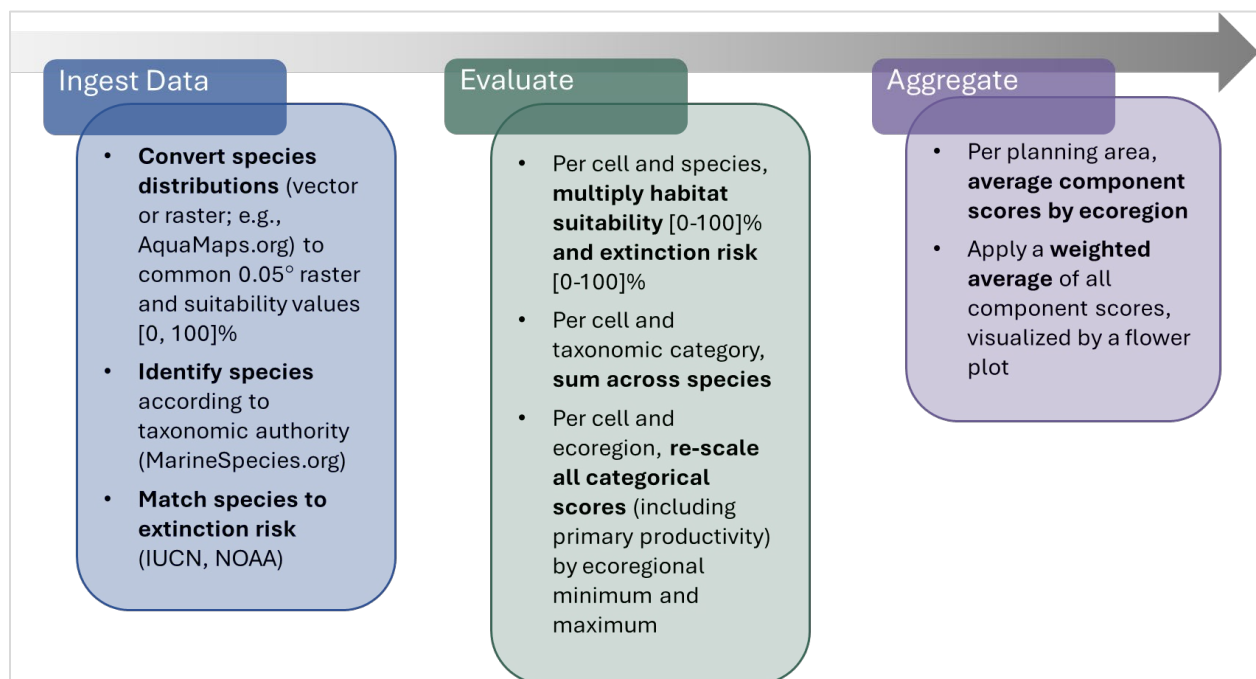 Ingest Data
• Convert species
distributions (vector
or raster; e.g.,
AquaMaps.org) to
common 0.05° raster
and suitability values
[0, 100]%
• Identify species
according to
taxonomic authority
(MarineSpecies.org)
• Match species to
extinction risk
(IUCN, NOAA)
Evaluate
• Per cell and species,
multiply habitat
suitability [0-100]%
and extinction risk
[0-100]%
• Per cell and
taxonomic category,
sum across species
• Per cell and
ecoregion, re-scale
all categorical
scores (including
primary productivity)
by ecoregional
minimum and
maximum
Aggregate
• Per planning area,
average component
scores by ecoregion
• Apply a weighted
average of all
component scores,
visualized by a flower
plot